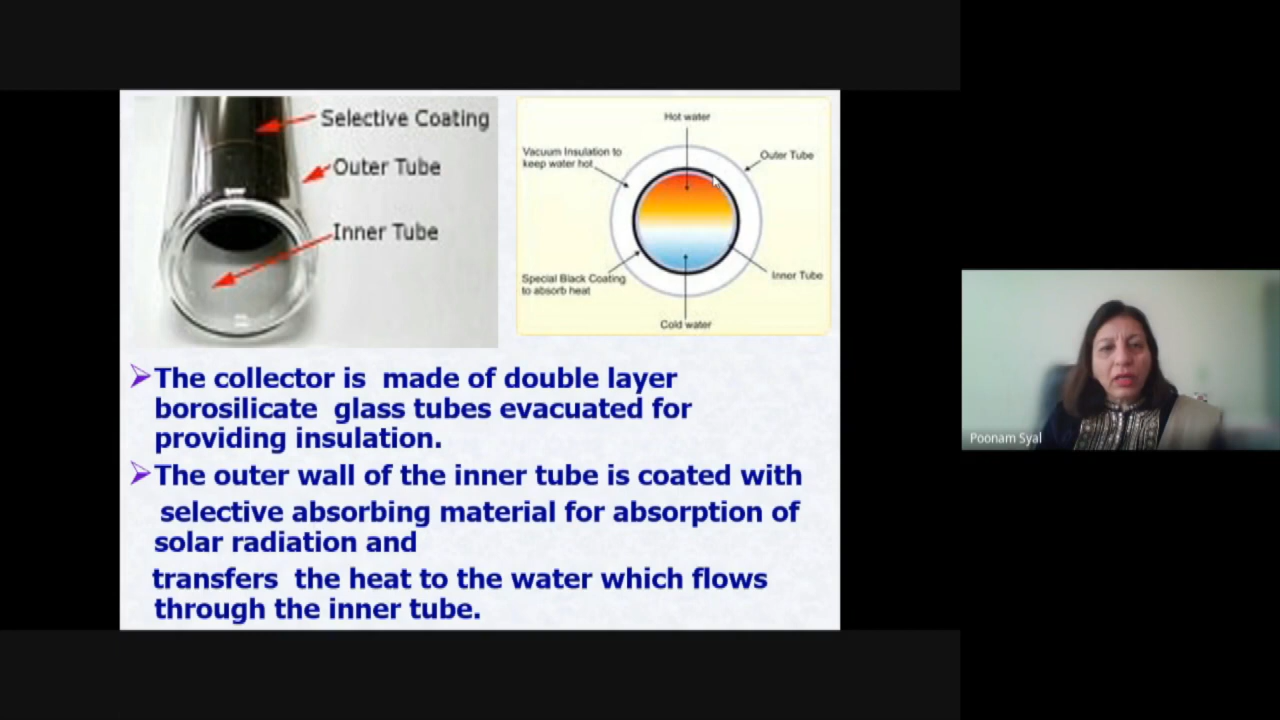 Selective Coating
Outer Tube
Inner Tube
Hot water
Vacuum Insulation to
keep water hot
Outer Tube
Special Black Coating
to absorb heat
Inner Tube
Cold water
The collector is made of double layer
borosilicate glass tubes evacuated for
providing insulation.
The outer wall of the inner tube is coated with
selective absorbing material for absorption of
solar radiation and
transfers the heat to the water which flows
through the inner tube.
Poonam Syal